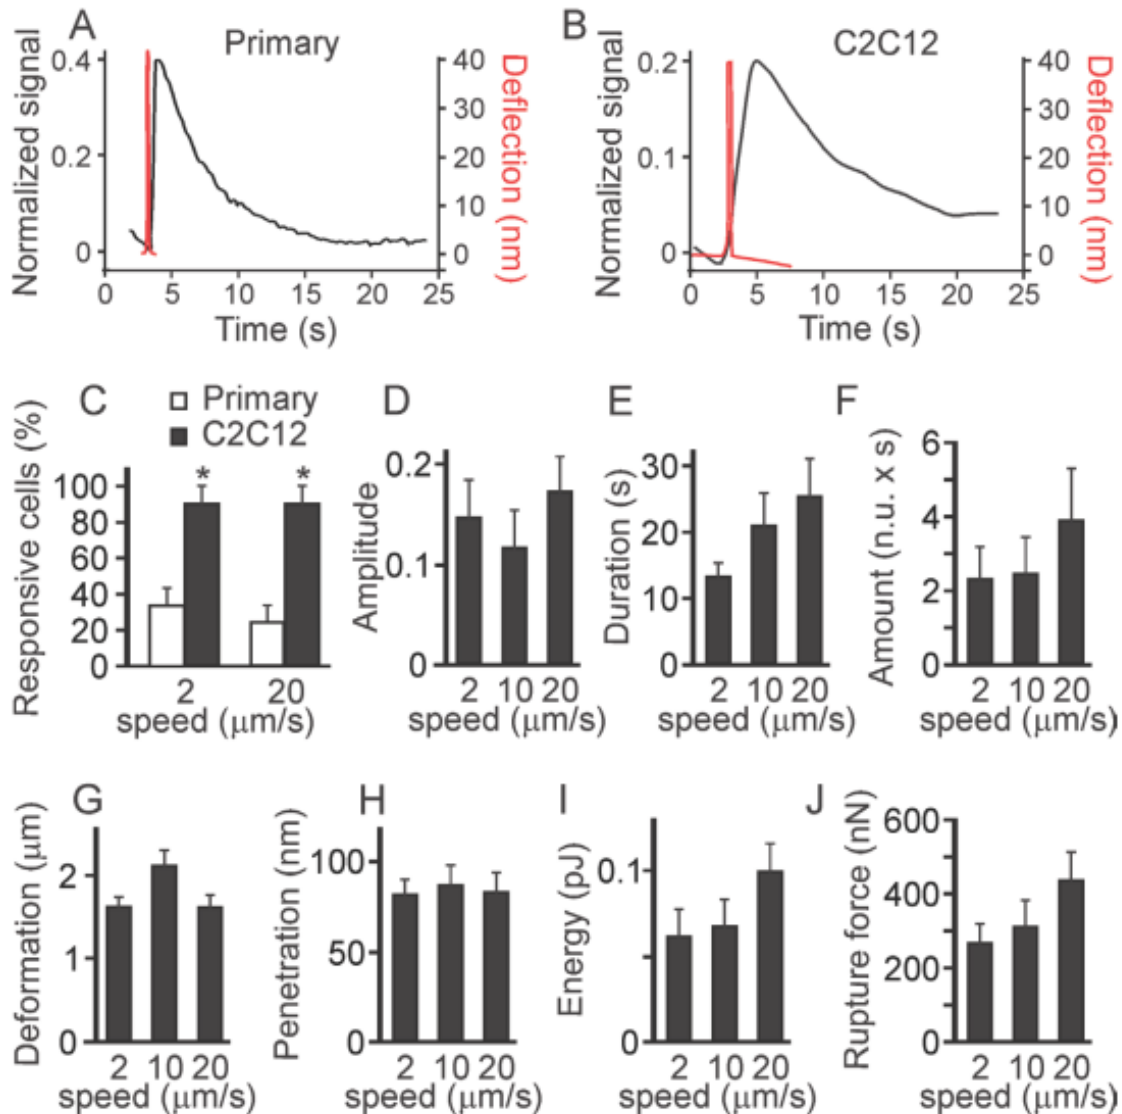 A
Primary
Normalized signal
0.4
0.2
0
40
30
20
10
0
Deflection (nm)
0 5 10 15 20 25
Time (s)
B
C2C12
Normalized signal
0.2
0.1
0
40
30
20
10
0
Deflection (nm)
0 5 10 15 20 25
Time (s)
C
Primary
C2C12
Responsive cells (%)
100
80
60
40
20
0
* *
2 20
speed (μm/s)
D
Amplitude
0.2
0.1
0
2 10 20
speed (μm/s)
E
Duration (s)
30
20
10
0
2 10 20
speed (μm/s)
F
Amount (n.u. x s)
6
4
2
0
2 10 20
speed (μm/s)
G
Deformation (μm)
2
1
0
2 10 20
speed (μm/s)
H
Penetration (nm)
100
50
0
2 10 20
speed (μm/s)
I
Energy (pJ)
0.1
0
2 10 20
speed (μm/s)
J
Rupture force (nN)
600
400
200
0
2 10 20
speed (μm/s)